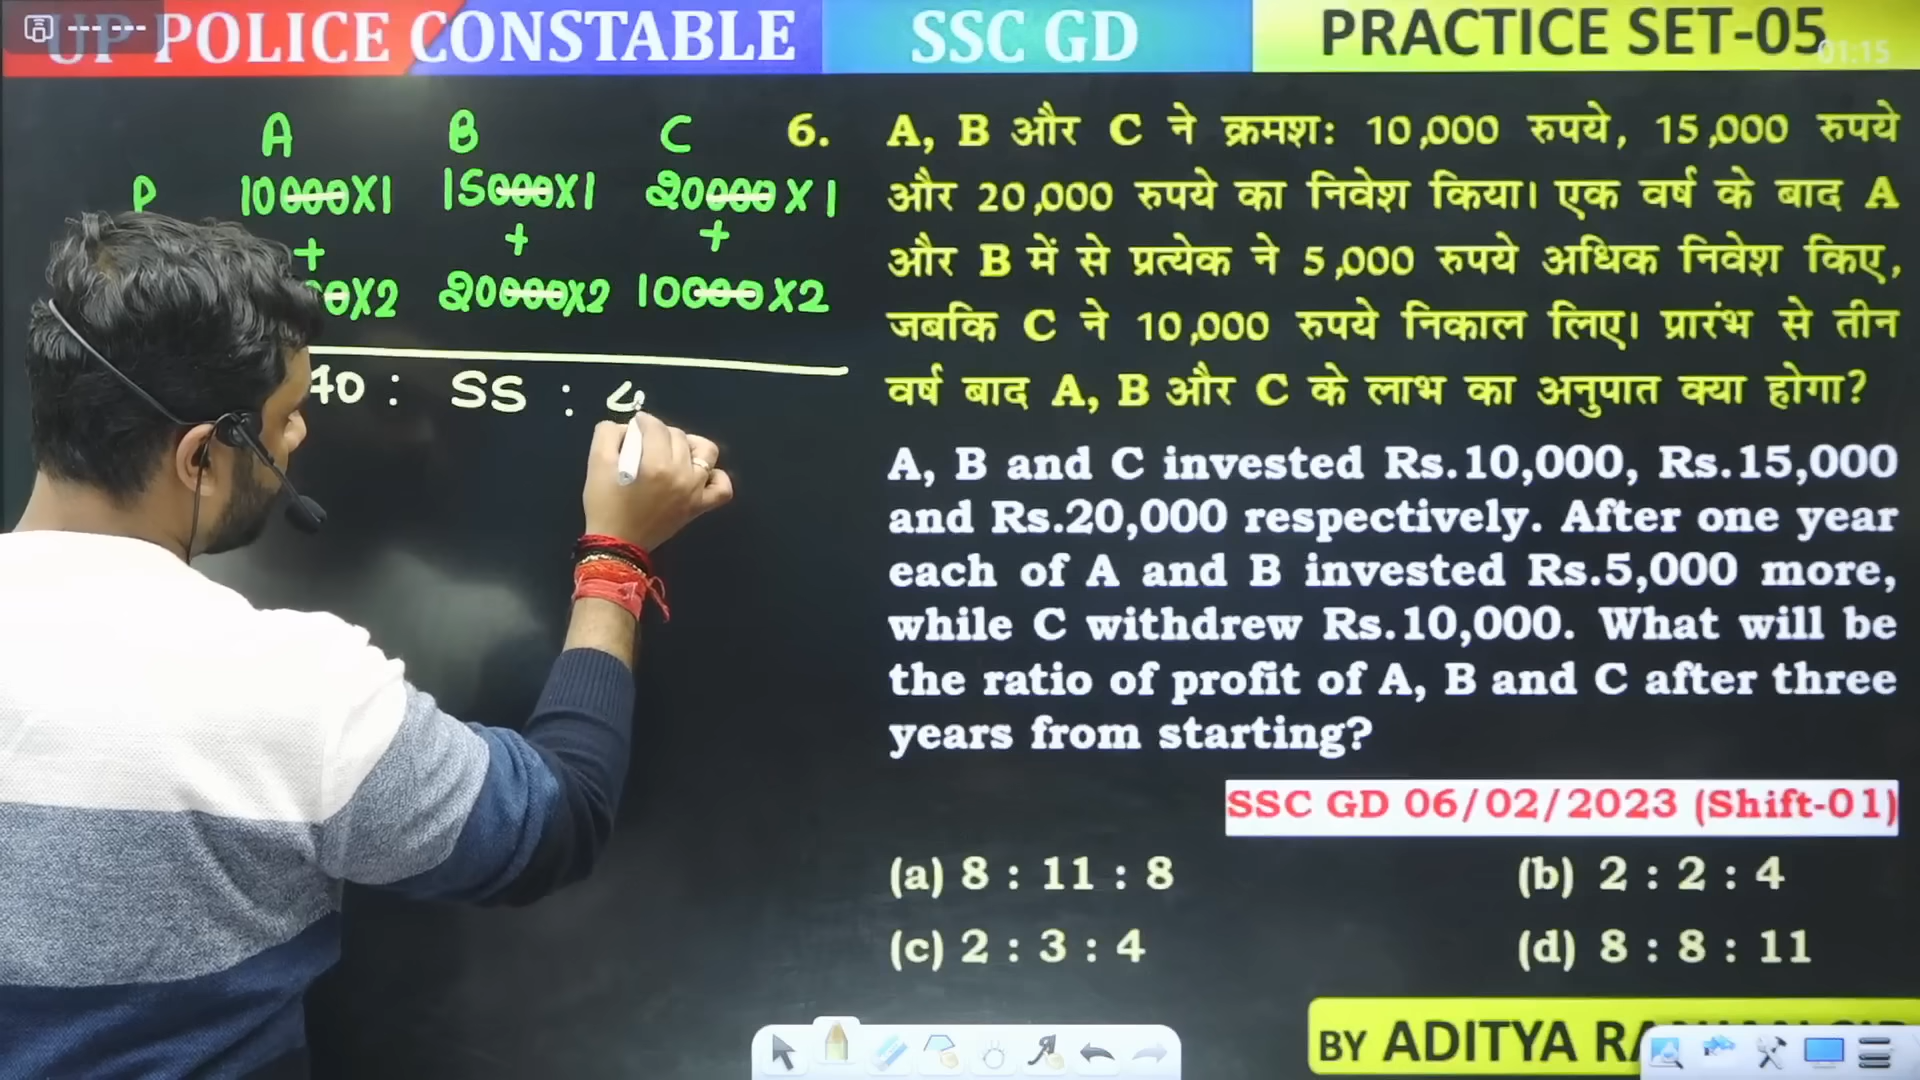 UP POLICE CONSTABLE SSC GD PRACTICE SET-05
01:15
A B C
P 10000X1 15000X1 20000X1
+ + +
0X2 20000X2 10000X2
40 : 55 : 4
6. A, B और C ने क्रमश: 10,000 रुपये, 15,000 रुपये
और 20,000 रुपये का निवेश किया। एक वर्ष के बाद A
और B में से प्रत्येक ने 5,000 रुपये अधिक निवेश किए,
जबकि C ने 10,000 रुपये निकाल लिए। प्रारंभ से तीन
वर्ष बाद A, B और C के लाभ का अनुपात क्या होगा?
A, B and C invested Rs.10,000, Rs.15,000
and Rs.20,000 respectively. After one year
each of A and B invested Rs.5,000 more,
while C withdrew Rs.10,000. What will be
the ratio of profit of A, B and C after three
years from starting?
SSC GD 06/02/2023 (Shift-01)
(a) 8 : 11 : 8 (b) 2 : 2 : 4
(c) 2 : 3 : 4 (d) 8 : 8 : 11
BY ADITYA